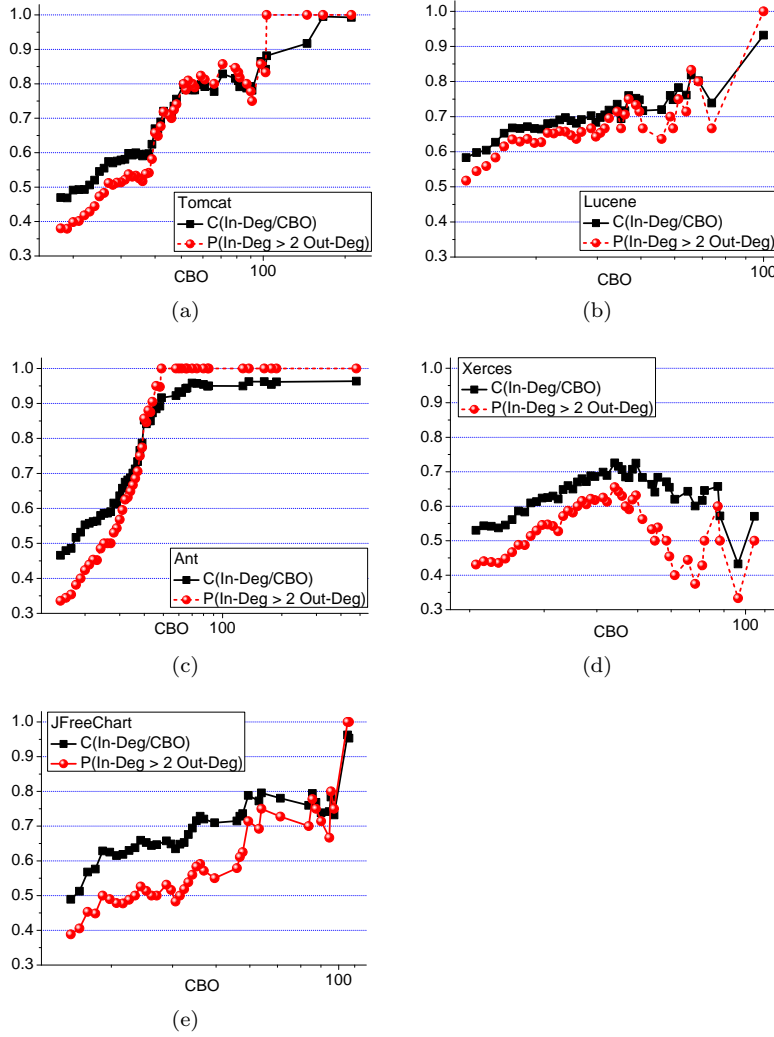 1.0
0.9
0.8
0.7
0.6
0.5
0.4
0.3
Tomcat
C(In-Deg/CBO)
P(In-Deg > 2 Out-Deg)
100
CBO
(a)
1.0
0.9
0.8
0.7
0.6
0.5
0.4
0.3
Lucene
C(In-Deg/CBO)
P(In-Deg > 2 Out-Deg)
100
CBO
(b)
1.0
0.9
0.8
0.7
0.6
0.5
0.4
0.3
Ant
C(In-Deg/CBO)
P(In-Deg > 2 Out-Deg)
100
CBO
(c)
Xerces
C(In-Deg/CBO)
P(In-Deg > 2 Out-Deg)
1.0
0.9
0.8
0.7
0.6
0.5
0.4
0.3
100
CBO
(d)
JFreeChart
C(In-Deg/CBO)
P(In-Deg > 2 Out-Deg)
1.0
0.9
0.8
0.7
0.6
0.5
0.4
0.3
100
CBO
(e)